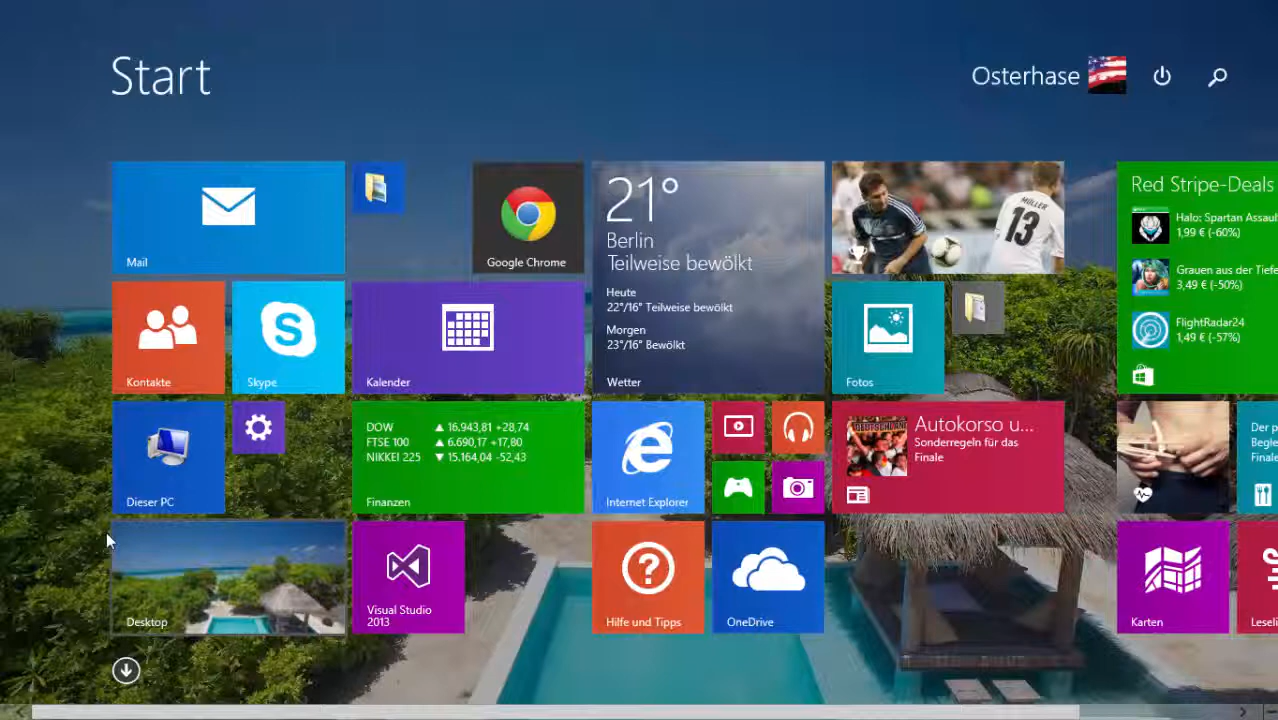 Start
Osterhase
Mail
Google Chrome
21°
Berlin
Teilweise bewölkt
Heute
22°/16° Teilweise bewölkt
Morgen
23°/16° Bewölkt
Wetter
MÜLLER
13
Red Stripe-Deals
Halo: Spartan Assaul
1,99 € (-60%)
Grauen aus der Tiefe
3,49 € (-50%)
FlightRadar24
1,49 € (-57%)
Kontakte
Skype
Kalender
Fotos
Dieser PC
DOW ▲ 16.943,81 +28,74
FTSE 100 ▲ 6.690,17 +17,80
NIKKEI 225 ▼ 15.164,04 -52,43
Finanzen
Internet Explorer
Autokorso u...
Sonderregeln für das
Finale
Der p
Begle
Finale
Desktop
Visual Studio
2013
Hilfe und Tipps
OneDrive
Karten
Leseli